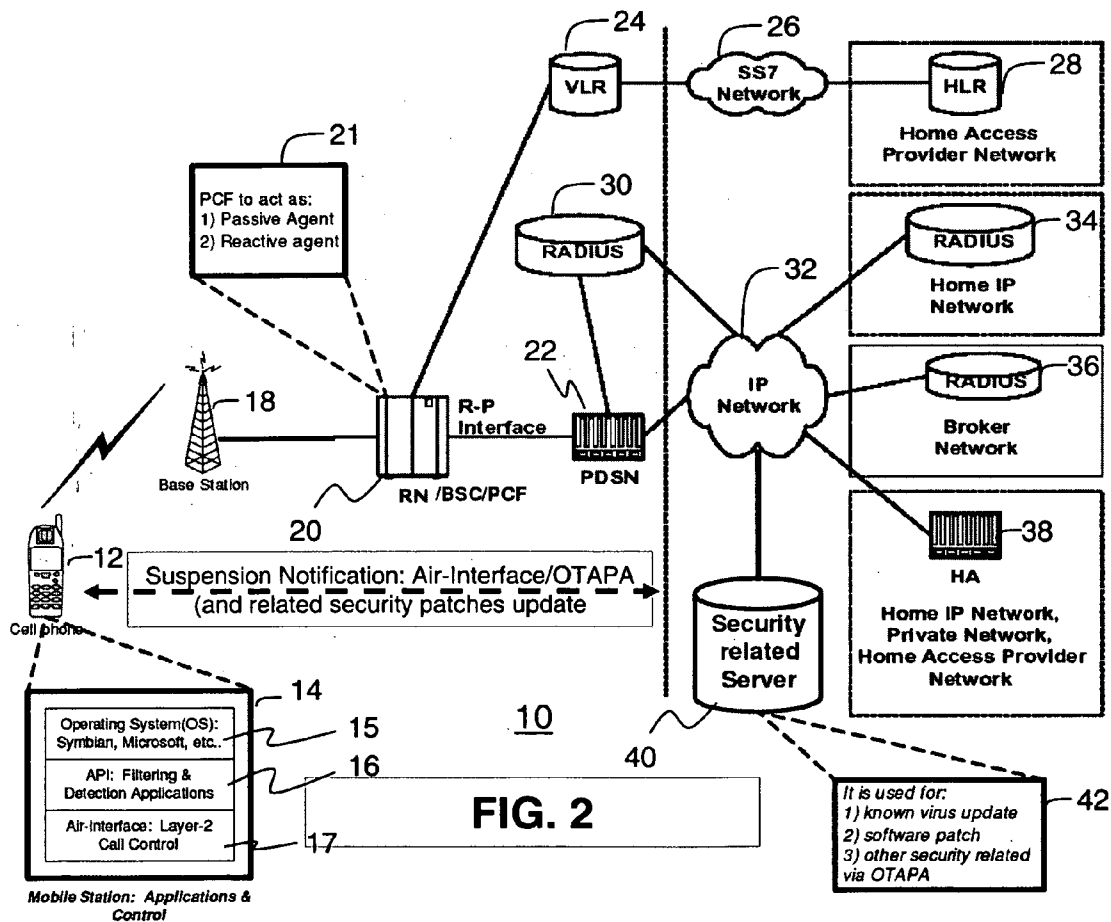 24
26
VLR
SS7
Network
HLR
28
Home Access
Provider Network
21
PCF to act as:
1) Passive Agent
2) Reactive agent
30
RADIUS
RADIUS
34
Home IP
Network
32
22
18
Base Station
R-P
Interface
RN /BSC/PCF
20
PDSN
IP
Network
RADIUS
36
Broker
Network
12
Cell phone
Suspension Notification: Air-Interface/OTAPA
(and related security patches update
HA
38
Home IP Network,
Private Network,
Home Access Provider
Network
Security
related
Server
40
14
Operating System(OS):
Symbian, Microsoft, etc..
15
API: Filtering &
Detection Applications
16
Air-Interface: Layer-2
Call Control
17
Mobile Station: Applications &
Control
10
FIG. 2
It is used for:
1) known virus update
2) software patch
3) other security related
via OTAPA
42